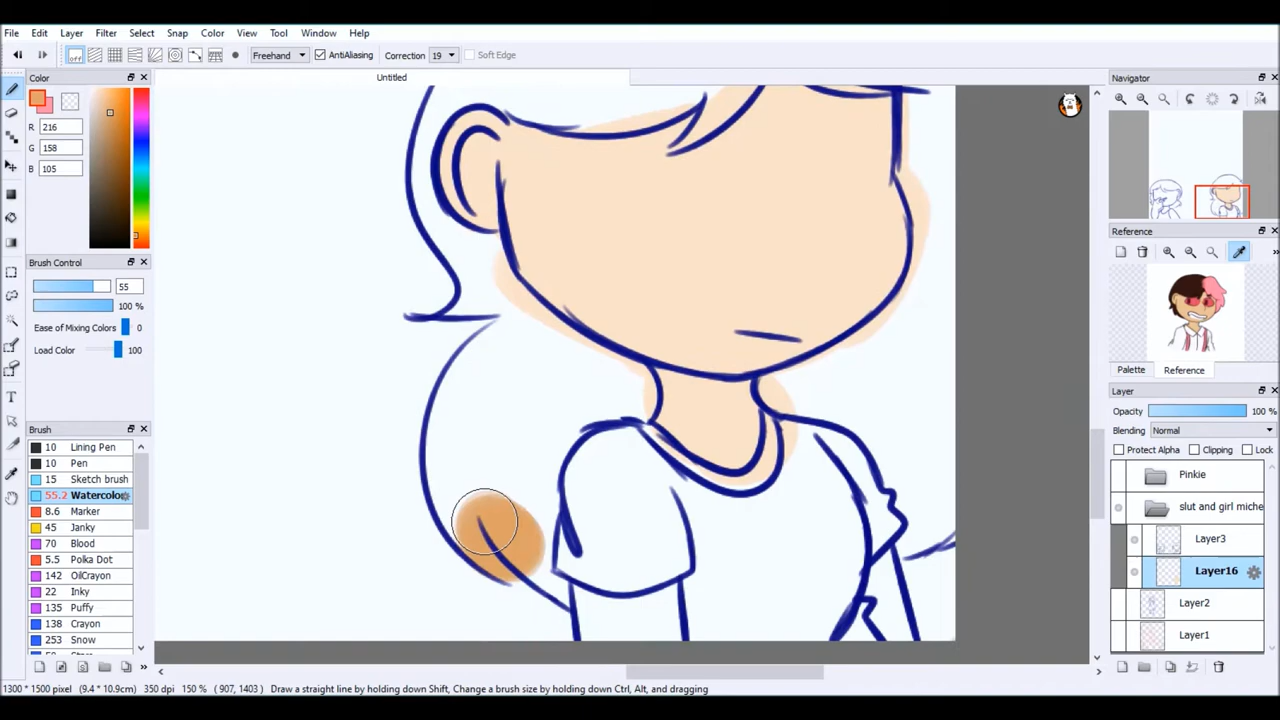 File Edit Layer Filter Select Snap Color View Tool Window Help
off Freehand AntiAliasing Correction 19 Soft Edge
Untitled
Color
R 216
G 158
B 105
Brush Control
55
100 %
Ease of Mixing Colors 0
Load Color 100
Brush
10 Lining Pen
10 Pen
15 Sketch brush
55.2 Watercolo
8.6 Marker
45 Janky
70 Blood
5.5 Polka Dot
142 OilCrayon
22 Inky
135 Puffy
138 Crayon
253 Snow
Navigator
Reference
Palette Reference
Layer
Opacity 100 %
Blending Normal
Protect Alpha Clipping Lock
Pinkie
slut and girl miche
Layer3
Layer16
Layer2
Layer1
1300 * 1500 pixel (9.4 * 10.9cm) 350 dpi 150 % ( 907, 1403 ) Draw a straight line by holding down Shift, Change a brush size by holding down Ctrl, Alt, and dragging